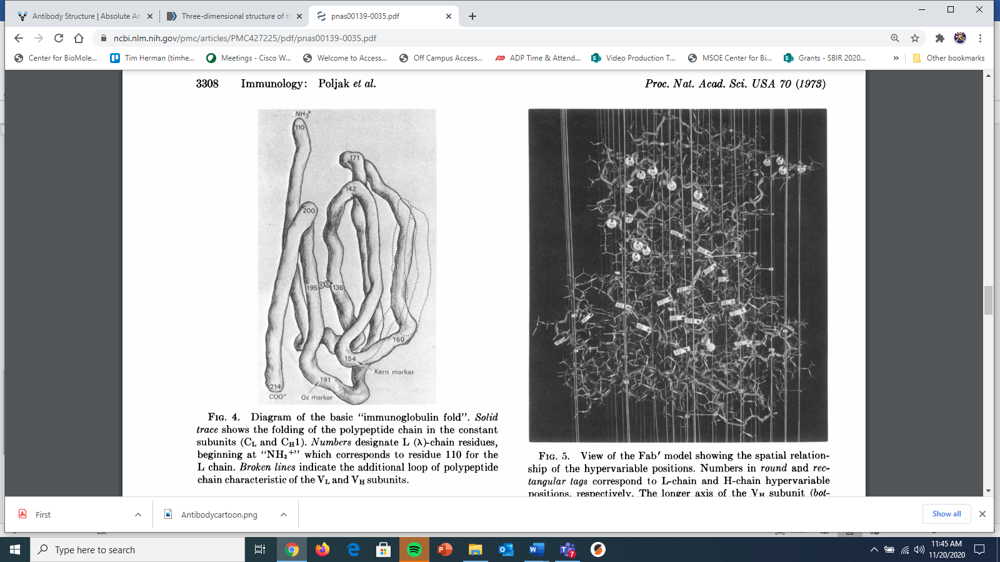 Antibody Structure | Absolute An
Three-dimensional structure of th
pnas00139-0035.pdf
ncbi.nlm.nih.gov/pmc/articles/PMC427225/pdf/pnas00139-0035.pdf
Center for BioMole...
Tim Herman (timhe...
Meetings - Cisco W...
Welcome to Access...
Off Campus Access...
ADP Time & Attend...
Video Production T...
MSOE Center for Bi...
Grants - SBIR 2020...
»
Other bookmarks
3308 Immunology: Poljak et al.
Proc. Nat. Acad. Sci. USA 70 (1973)
NH₃⁺
110
171
142
200
195 S S 136
160
154
Kern marker
191
214
COO⁻
Oz marker
FIG. 4. Diagram of the basic “immunoglobulin fold”. Solid
trace shows the folding of the polypeptide chain in the constant
subunits (CL and CH1). Numbers designate L (λ)-chain residues,
beginning at “NH₃⁺” which corresponds to residue 110 for the
L chain. Broken lines indicate the additional loop of polypeptide
chain characteristic of the VL and VH subunits.
FIG. 5. View of the Fab′ model showing the spatial relation-
ship of the hypervariable positions. Numbers in round and rec-
tangular tags correspond to L-chain and H-chain hypervariable
positions, respectively. The longer axis of the VH subunit (bot-
First
Antibodycartoon.png
Show all
Type here to search
7
11:45 AM
11/20/2020